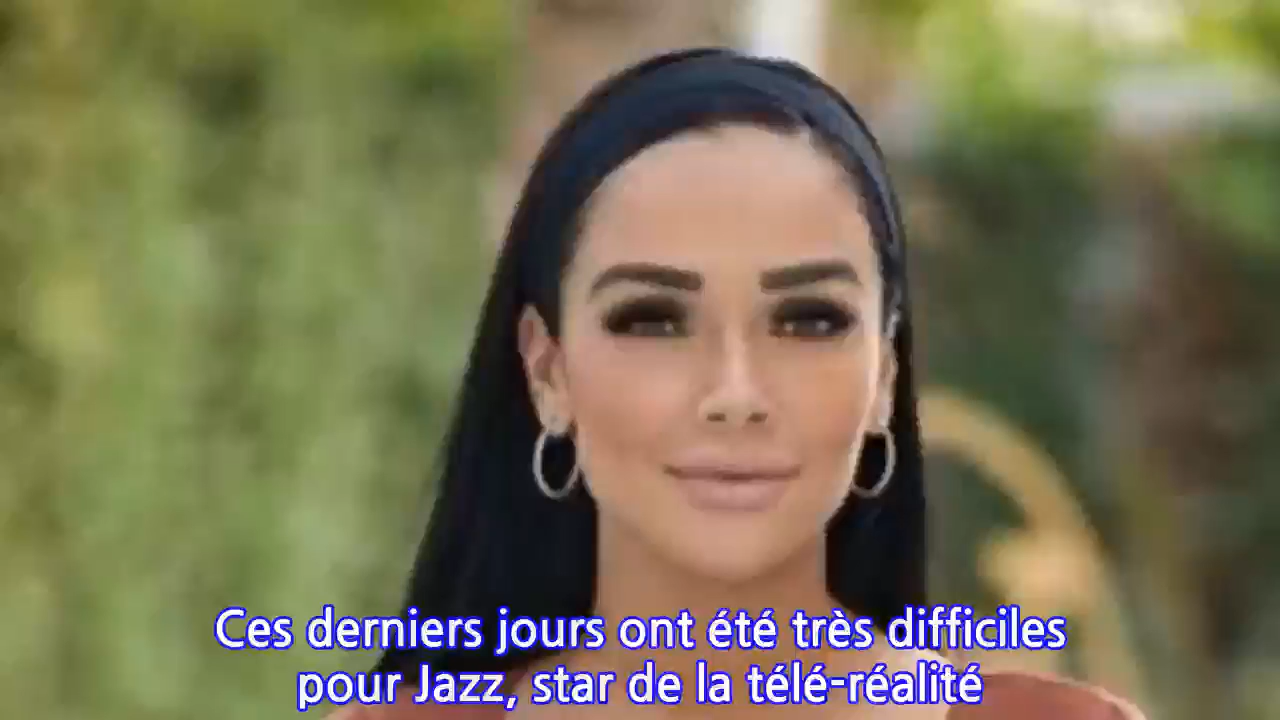 Ces derniers jours ont été très difficiles
pour Jazz, star de la télé-réalité